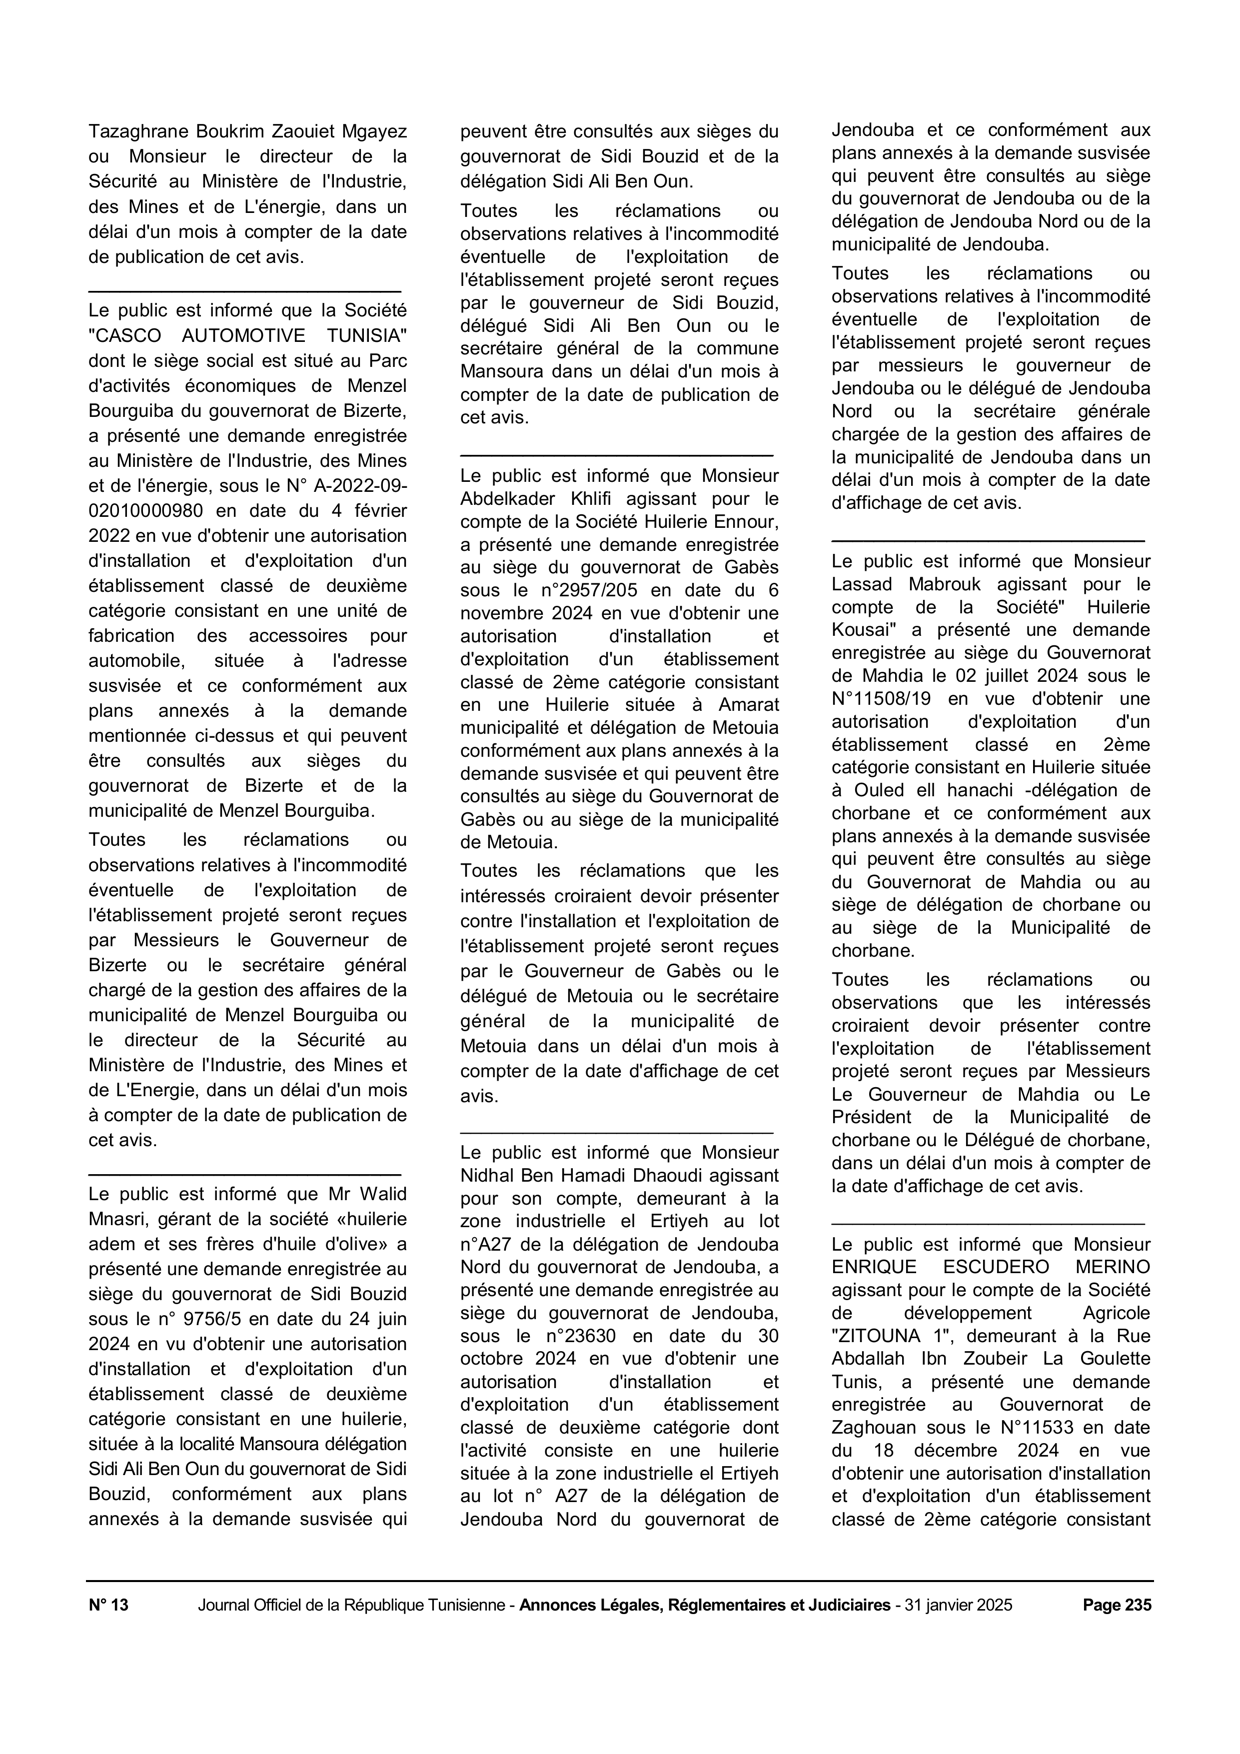 Tazaghrane Boukrim Zaouiet Mgayez
ou Monsieur le directeur de la
Sécurité au Ministère de l'Industrie,
des Mines et de L'énergie, dans un
délai d'un mois à compter de la date
de publication de cet avis.
Le public est informé que la Société
"CASCO AUTOMOTIVE TUNISIA"
dont le siège social est situé au Parc
d'activités économiques de Menzel
Bourguiba du gouvernorat de Bizerte,
a présenté une demande enregistrée
au Ministère de l'Industrie, des Mines
et de l'énergie, sous le N° A-2022-09-
02010000980 en date du 4 février
2022 en vue d'obtenir une autorisation
d'installation et d'exploitation d'un
établissement classé de deuxième
catégorie consistant en une unité de
fabrication des accessoires pour
automobile, située à l'adresse
susvisée et ce conformément aux
plans annexés à la demande
mentionnée ci-dessus et qui peuvent
être consultés aux sièges du
gouvernorat de Bizerte et de la
municipalité de Menzel Bourguiba.
Toutes les réclamations ou
observations relatives à l'incommodité
éventuelle de l'exploitation de
l'établissement projeté seront reçues
par Messieurs le Gouverneur de
Bizerte ou le secrétaire général
chargé de la gestion des affaires de la
municipalité de Menzel Bourguiba ou
le directeur de la Sécurité au
Ministère de l'Industrie, des Mines et
de L'Energie, dans un délai d'un mois
à compter de la date de publication de
cet avis.
Le public est informé que Mr Walid
Mnasri, gérant de la société «huilerie
adem et ses frères d'huile d'olive» a
présenté une demande enregistrée au
siège du gouvernorat de Sidi Bouzid
sous le n° 9756/5 en date du 24 juin
2024 en vu d'obtenir une autorisation
d'installation et d'exploitation d'un
établissement classé de deuxième
catégorie consistant en une huilerie,
située à la localité Mansoura délégation
Sidi Ali Ben Oun du gouvernorat de Sidi
Bouzid, conformément aux plans
annexés à la demande susvisée qui
peuvent être consultés aux sièges du
gouvernorat de Sidi Bouzid et de la
délégation Sidi Ali Ben Oun.
Toutes les réclamations ou
observations relatives à l'incommodité
éventuelle de l'exploitation de
l'établissement projeté seront reçues
par le gouverneur de Sidi Bouzid,
délégué Sidi Ali Ben Oun ou le
secrétaire général de la commune
Mansoura dans un délai d'un mois à
compter de la date de publication de
cet avis.
Le public est informé que Monsieur
Abdelkader Khlifi agissant pour le
compte de la Société Huilerie Ennour,
a présenté une demande enregistrée
au siège du gouvernorat de Gabès
sous le n°2957/205 en date du 6
novembre 2024 en vue d'obtenir une
autorisation d'installation et
d'exploitation d'un établissement
classé de 2ème catégorie consistant
en une Huilerie située à Amarat
municipalité et délégation de Metouia
conformément aux plans annexés à la
demande susvisée et qui peuvent être
consultés au siège du Gouvernorat de
Gabès ou au siège de la municipalité
de Metouia.
Toutes les réclamations que les
intéressés croiraient devoir présenter
contre l'installation et l'exploitation de
l'établissement projeté seront reçues
par le Gouverneur de Gabès ou le
délégué de Metouia ou le secrétaire
général de la municipalité de
Metouia dans un délai d'un mois à
compter de la date d'affichage de cet
avis.
Le public est informé que Monsieur
Nidhal Ben Hamadi Dhaoudi agissant
pour son compte, demeurant à la
zone industrielle el Ertiyeh au lot
n°A27 de la délégation de Jendouba
Nord du gouvernorat de Jendouba, a
présenté une demande enregistrée au
siège du gouvernorat de Jendouba,
sous le n°23630 en date du 30
octobre 2024 en vue d'obtenir une
autorisation d'installation et
d'exploitation d'un établissement
classé de deuxième catégorie dont
l'activité consiste en une huilerie
située à la zone industrielle el Ertiyeh
au lot n° A27 de la délégation de
Jendouba Nord du gouvernorat de
Jendouba et ce conformément aux
plans annexés à la demande susvisée
qui peuvent être consultés au siège
du gouvernorat de Jendouba ou de la
délégation de Jendouba Nord ou de la
municipalité de Jendouba.
Toutes les réclamations ou
observations relatives à l'incommodité
éventuelle de l'exploitation de
l'établissement projeté seront reçues
par messieurs le gouverneur de
Jendouba ou le délégué de Jendouba
Nord ou la secrétaire générale
chargée de la gestion des affaires de
la municipalité de Jendouba dans un
délai d'un mois à compter de la date
d'affichage de cet avis.
Le public est informé que Monsieur
Lassad Mabrouk agissant pour le
compte de la Société" Huilerie
Kousai" a présenté une demande
enregistrée au siège du Gouvernorat
de Mahdia le 02 juillet 2024 sous le
N°11508/19 en vue d'obtenir une
autorisation d'exploitation d'un
établissement classé en 2ème
catégorie consistant en Huilerie située
à Ouled ell hanachi -délégation de
chorbane et ce conformément aux
plans annexés à la demande susvisée
qui peuvent être consultés au siège
du Gouvernorat de Mahdia ou au
siège de délégation de chorbane ou
au siège de la Municipalité de
chorbane.
Toutes les réclamations ou
observations que les intéressés
croiraient devoir présenter contre
l'exploitation de l'établissement
projeté seront reçues par Messieurs
Le Gouverneur de Mahdia ou Le
Président de la Municipalité de
chorbane ou le Délégué de chorbane,
dans un délai d'un mois à compter de
la date d'affichage de cet avis.
Le public est informé que Monsieur
ENRIQUE ESCUDERO MERINO
agissant pour le compte de la Société
de développement Agricole
"ZITOUNA 1", demeurant à la Rue
Abdallah Ibn Zoubeir La Goulette
Tunis, a présenté une demande
enregistrée au Gouvernorat de
Zaghouan sous le N°11533 en date
du 18 décembre 2024 en vue
d'obtenir une autorisation d'installation
et d'exploitation d'un établissement
classé de 2ème catégorie consistant
N° 13 Journal Officiel de la République Tunisienne - Annonces Légales, Réglementaires et Judiciaires - 31 janvier 2025 Page 235